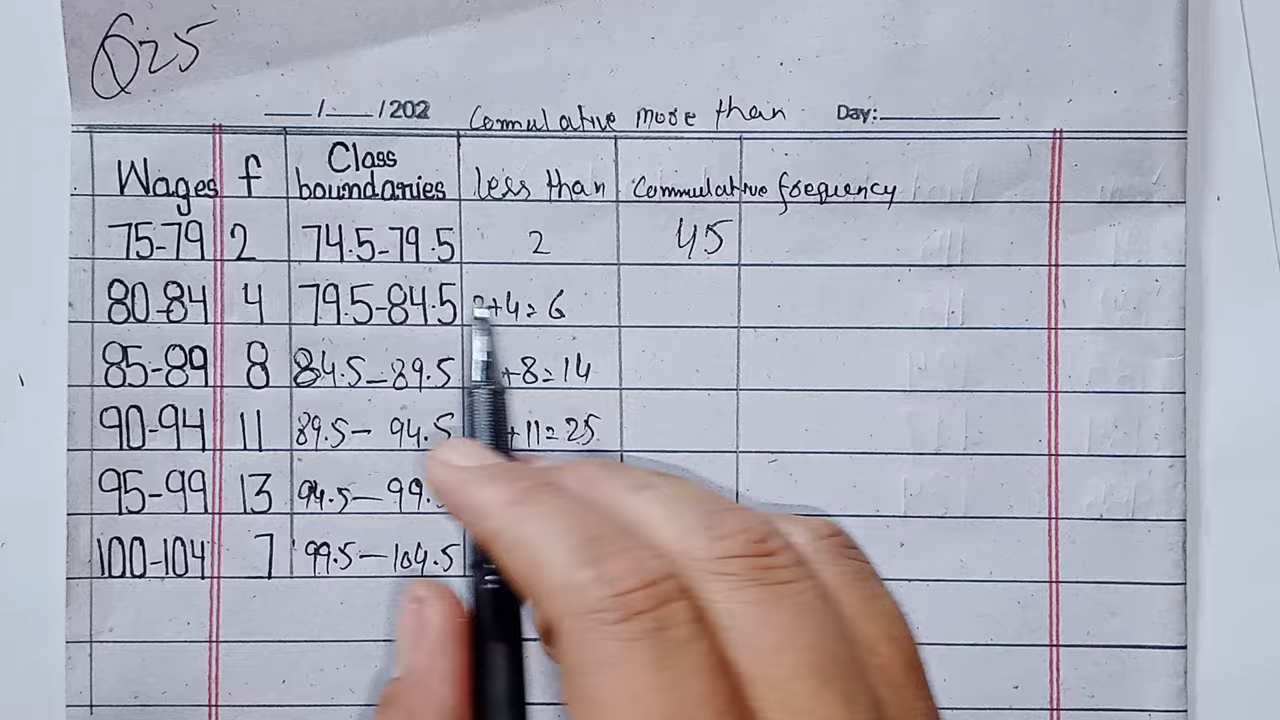 Q25
__/__/202 Commulative more than Day:
Wages f Class boundaries less than Commulative frequency
75-79 2 74.5-79.5 2 45
80-84 4 79.5-84.5 +4=6
85-89 8 84.5-89.5 +8=14
90-94 11 89.5-94.5 +11=25
95-99 13 94.5-99.
100-104 7 99.5-104.5